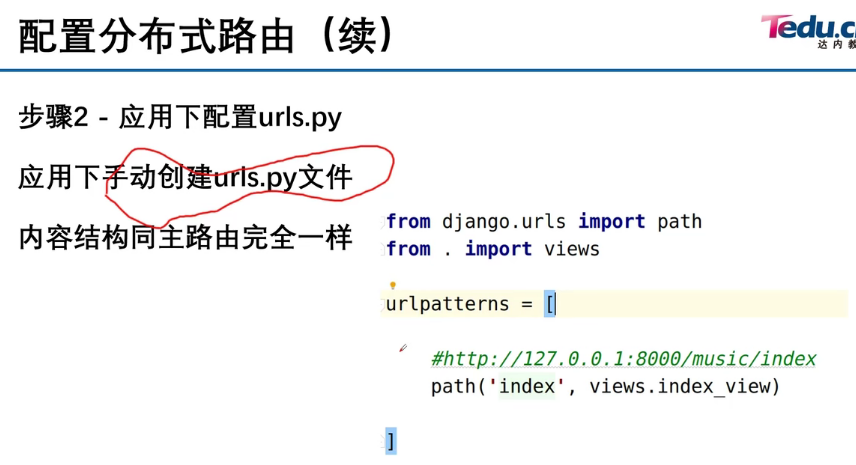 配置分布式路由（续）
Tedu.c
达内教
步骤2 - 应用下配置urls.py
应用下手动创建urls.py文件
内容结构同主路由完全一样
from django.urls import path
from . import views
urlpatterns = [
#http://127.0.0.1:8000/music/index
path('index', views.index_view)
]